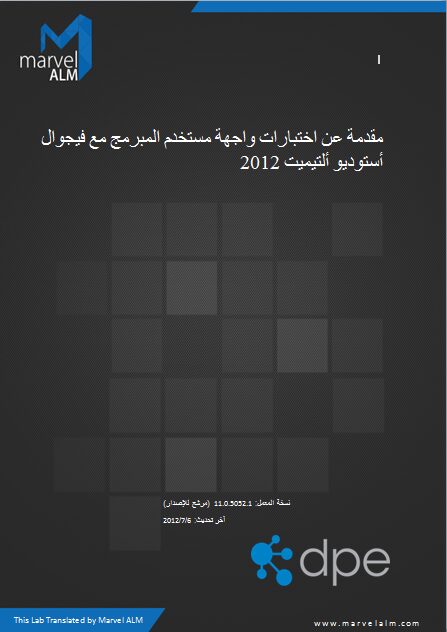 marvel
ALM
I
مقدمة عن اختبارات واجهة مستخدم المبرمج مع فيجوال
أستوديو ألتيميت 2012
نسخة المعمل: 11.0.5032.1 (مرشح للإصدار)
آخر تحديث: 2012/7/6
dpe
This Lab Translated by Marvel ALM
www.marvelalm.com